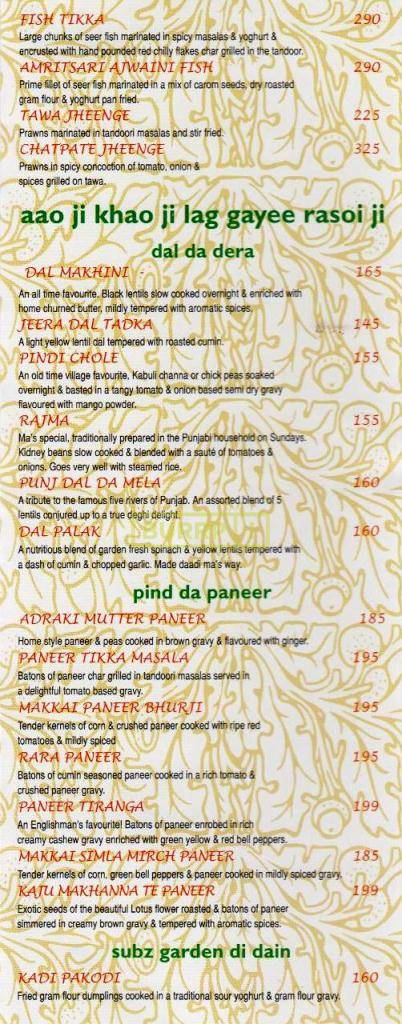 FISH TIKKA 290
Large chunks of seer fish marinated in spicy masalas & yoghurt &
encrusted with hand pounded red chilly flakes char grilled in the tandoor.
AMRITSARI AJWAINI FISH 290
Prime fillet of seer fish marinated in a mix of carom seeds, dry roasted
gram flour & yoghurt pan fried.
TAWA JHEENGE 225
Prawns marinated in tandoori masalas and stir fried.
CHATPATE JHEENGE 325
Prawns in spicy concoction of tomato, onion &
spices grilled on tawa.
aao ji khao ji lag gayee rasoi ji
dal da dera
DAL MAKHINI - 165
An all time favourite. Black lentils slow cooked overnight & enriched with
home churned butter, mildly tempered with aromatic spices.
JEERA DAL TADKA 145
A light yellow lentil dal tempered with roasted cumin.
PINDI CHOLE 155
An old time village favourite, Kabuli channa or chick peas soaked
overnight & basted in a tangy tomato & onion based semi dry gravy
flavoured with mango powder.
RAJMA 155
Ma's special, traditionally prepared in the Punjabi household on Sundays.
Kidney beans slow cooked & blended with a sauté of tomatoes &
onions. Goes very well with steamed rice.
PUNJ DAL DA MELA 160
A tribute to the famous five rivers of Punjab. An assorted blend of 5
lentils conjured up to a true deghi delight.
DAL PALAK 160
A nutritious blend of garden fresh spinach & yellow lentils tempered with
a dash of cumin & chopped garlic. Made daadi ma's way.
pind da paneer
ADRAKI MUTTER PANEER 185
Home style paneer & peas cooked in brown gravy & flavoured with ginger.
PANEER TIKKA MASALA 195
Batons of paneer char grilled in tandoori masalas served in
a delightful tomato based gravy.
MAKKAI PANEER BHURJI 195
Tender kernels of corn & crushed paneer cooked with ripe red
tomatoes & mildly spiced
RARA PANEER 195
Batons of cumin seasoned paneer cooked in a rich tomato &
crushed paneer gravy.
PANEER TIRANGA 199
An Englishman's favourite! Batons of paneer enrobed in rich
creamy cashew gravy enriched with green yellow & red bell peppers.
MAKKAI SIMLA MIRCH PANEER 185
Tender kernels of corn, green bell peppers & paneer cooked in mildly spiced gravy.
KAJU MAKHANNA TE PANEER 199
Exotic seeds of the beautiful Lotus flower roasted & batons of paneer
simmered in creamy brown gravy & tempered with aromatic spices.
subz garden di dain
KADI PAKODI 160
Fried gram flour dumplings cooked in a traditional sour yoghurt & gram flour gravy.